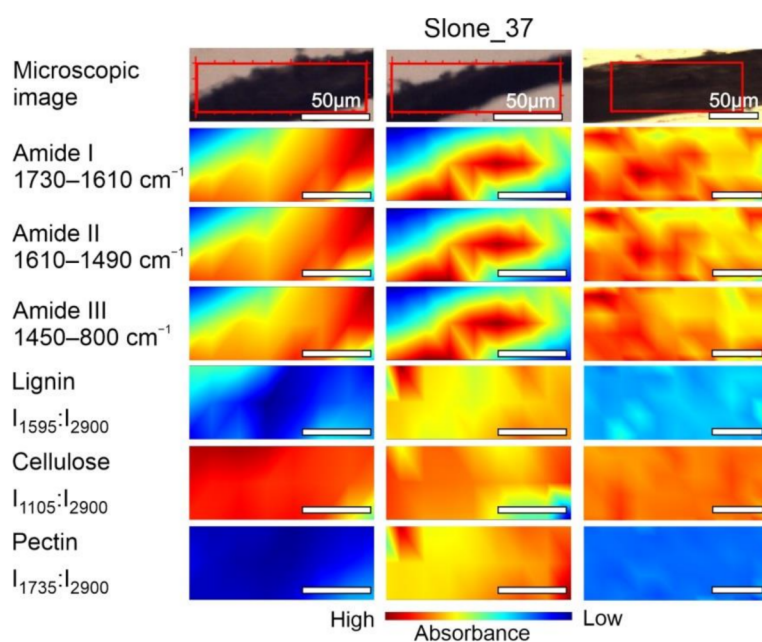 Slone_37
Microscopic
image
50μm
50μm
50μm
Amide I
1730–1610 cm⁻¹
Amide II
1610–1490 cm⁻¹
Amide III
1450–800 cm⁻¹
Lignin
I₁₅₉₅:I₂₉₀₀
Cellulose
I₁₁₀₅:I₂₉₀₀
Pectin
I₁₇₃₅:I₂₉₀₀
High Low
Absorbance